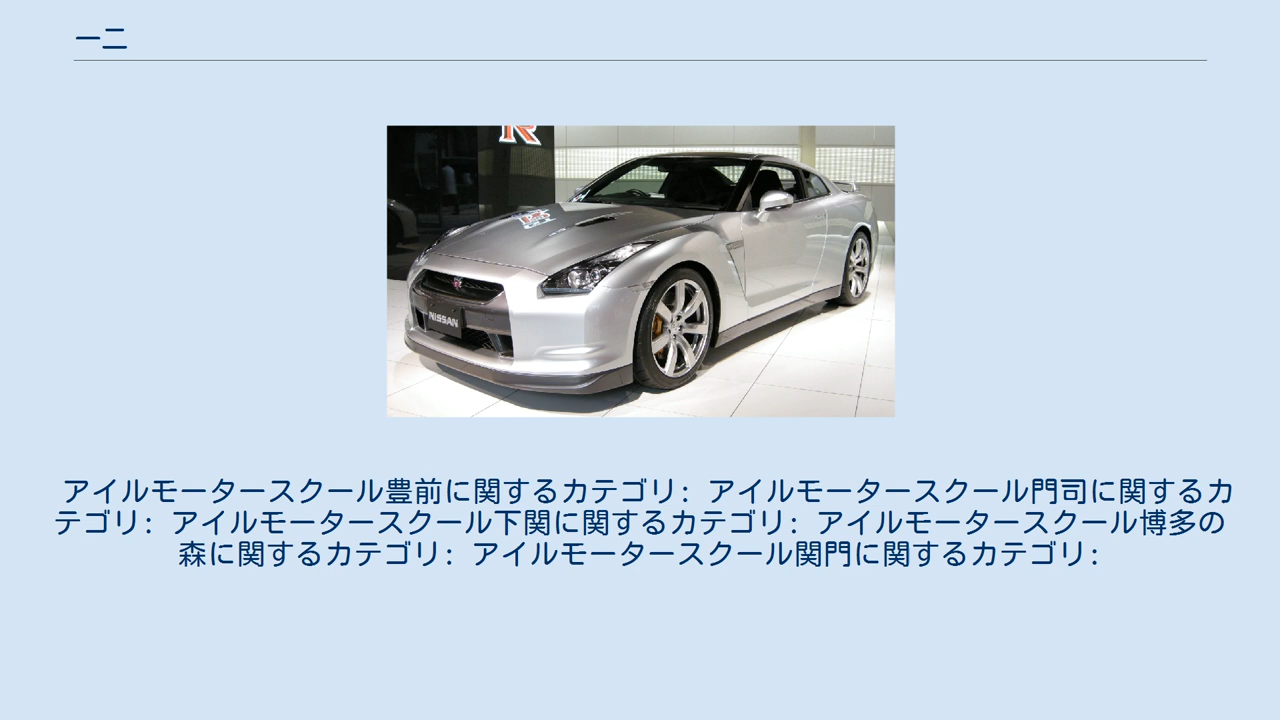 一二
R
NISSAN
アイルモータースクール豊前に関するカテゴリ: アイルモータースクール門司に関するカ
テゴリ: アイルモータースクール下関に関するカテゴリ: アイルモータースクール博多の
森に関するカテゴリ: アイルモータースクール関門に関するカテゴリ: